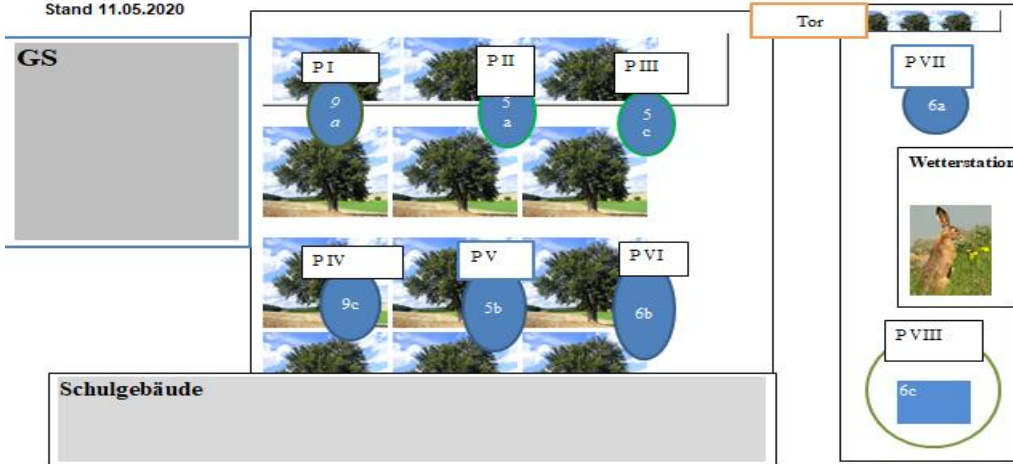 Stand 11.05.2020
Tor
GS
P I
P II
P III
P VII
9
a
5
a
5
c
6a
Wetterstation
P IV
P V
P VI
9c
5b
6b
P VIII
6c
Schulgebäude